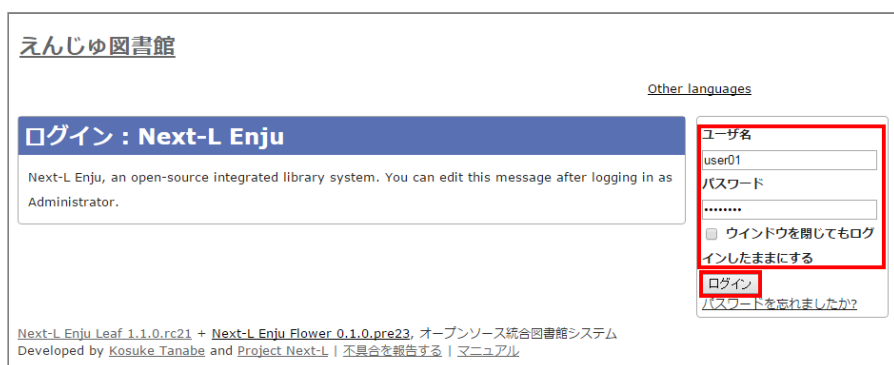 えんじゅ図書館
Other languages
ログイン : Next-L Enju
Next-L Enju, an open-source integrated library system. You can edit this message after logging in as
Administrator.
ユーザ名
user01
パスワード
••••••••
ウインドウを閉じてもログ
インしたままにする
ログイン
パスワードを忘れましたか?
Next-L Enju Leaf 1.1.0.rc21 + Next-L Enju Flower 0.1.0.pre23, オープンソース統合図書館システム
Developed by Kosuke Tanabe and Project Next-L | 不具合を報告する | マニュアル